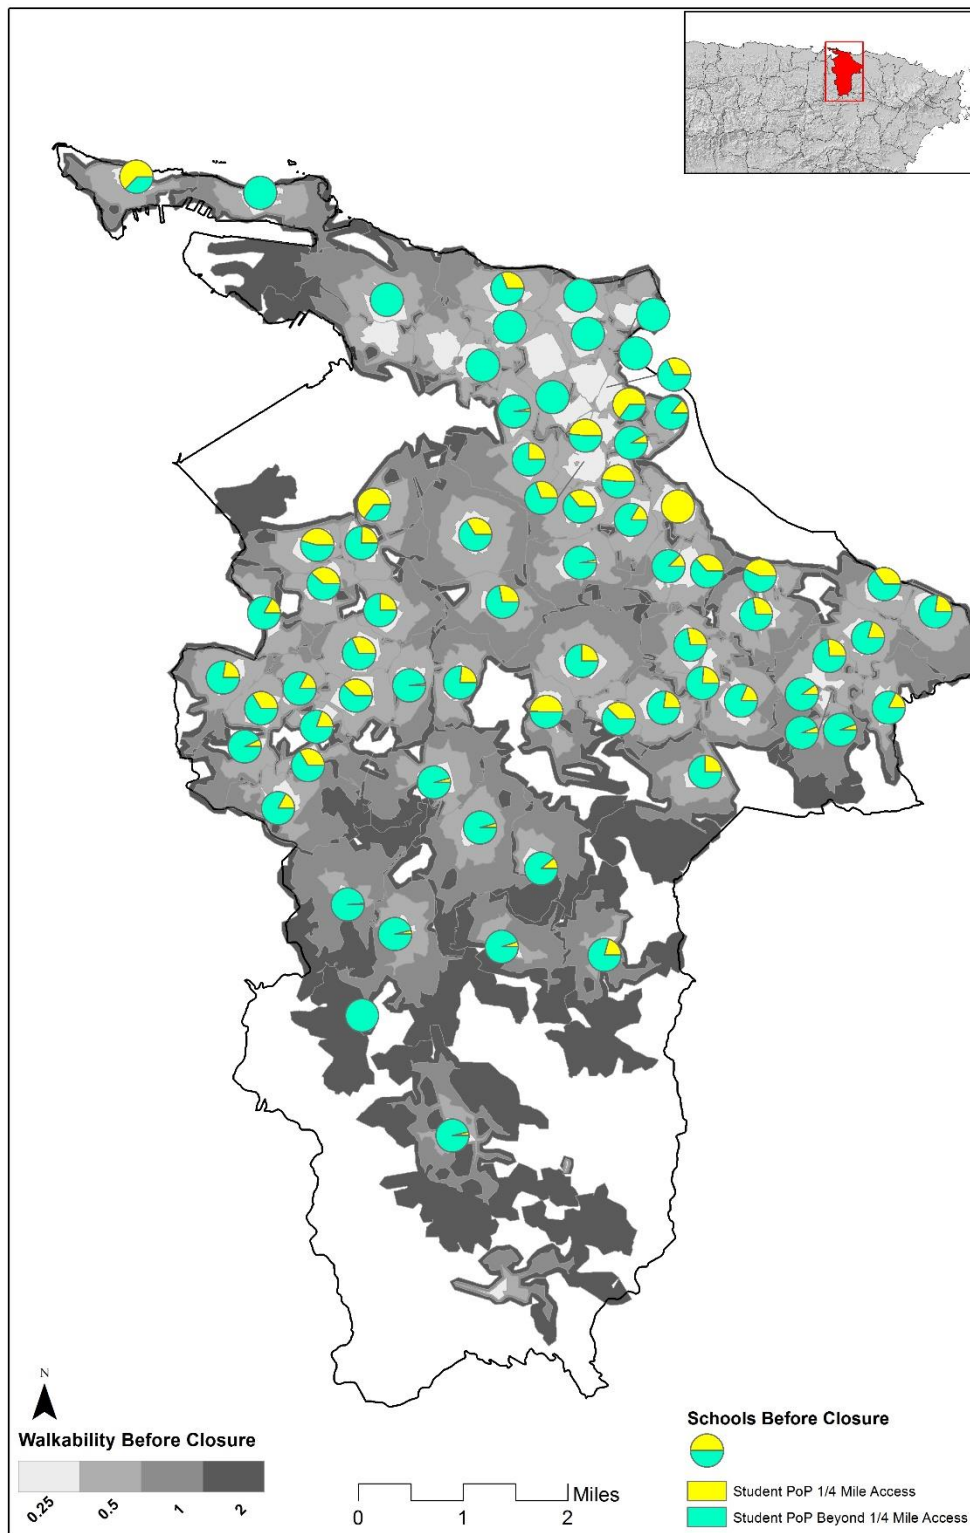 N
Walkability Before Closure
0.25 0.5 1 2
Miles
0 1 2
Schools Before Closure
Student PoP 1/4 Mile Access
Student PoP Beyond 1/4 Mile Access